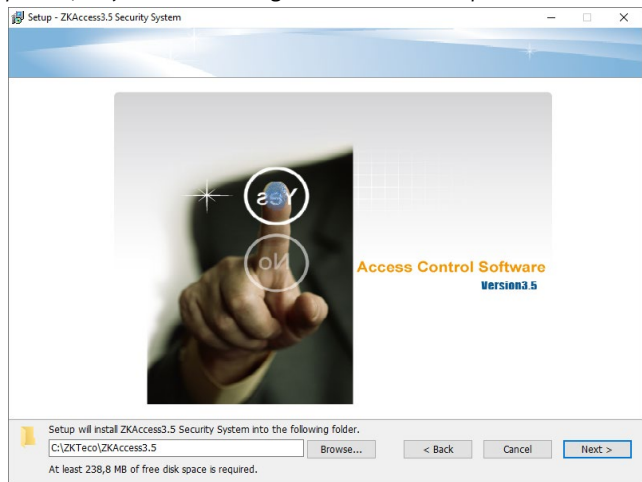 Setup - ZKAccess3.5 Security System
Yes
No
Access Control Software
Version3.5
Setup will install ZKAccess3.5 Security System into the following folder.
C:\ZKTeco\ZKAccess3.5
Browse...
< Back
Cancel
Next >
At least 238,8 MB of free disk space is required.